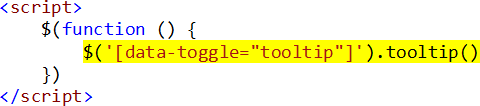 <script>
$(function () {
$('[data-toggle="tooltip"]').tooltip()
})
</script>